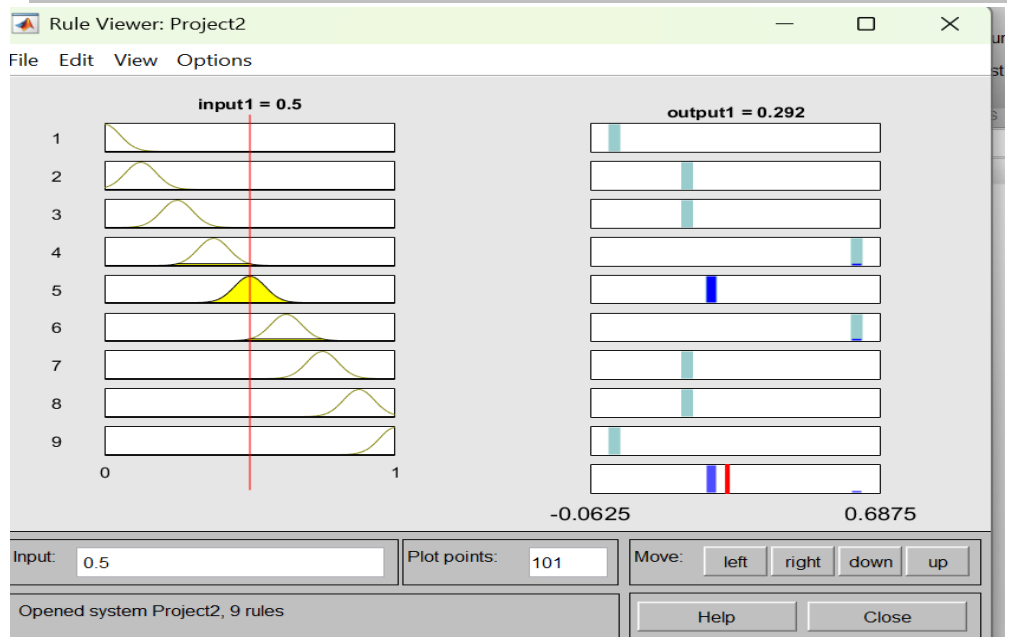 Rule Viewer: Project2
File Edit View Options
input1 = 0.5
output1 = 0.292
1
2
3
4
5
6
7
8
9
0 1
-0.0625 0.6875
Input: 0.5
Plot points: 101
Move: left right down up
Opened system Project2, 9 rules
Help Close